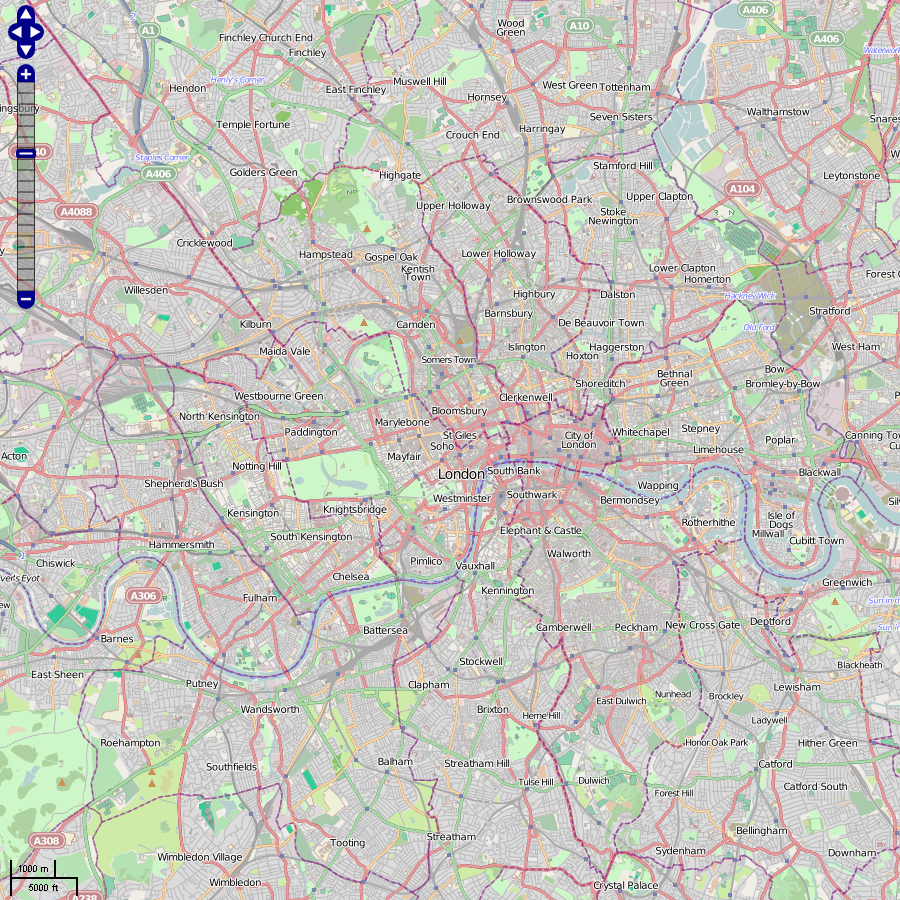 A406
A10
Wood
Green
A1
Finchley Church End
Finchley
A406
Waterwork
Henly's Corner
Muswell Hill
Hendon
East Finchley
West Green
Tottenham
Hornsey
ingsbury
Walthamstow
Seven Sisters
Snares
Temple Fortune
Harringay
Crouch End
Staples Corner
Stamford Hill
A406
Golders Green
Highgate
Leytonstone
A104
Upper Clapton
Brownswood Park
Upper Holloway
A4088
Stoke
Newington
Cricklewood
Hampstead
Gospel Oak
Lower Holloway
Kentish
Town
Lower Clapton
Homerton
Forest G
Willesden
Highbury
Dalston
Hackney Wick
Barnsbury
Stratford
Kilburn
Camden
De Beauvoir Town
Old Ford
Maida Vale
Islington
Haggerston
West Ham
Somers Town
Hoxton
Bow
Bethnal
Green
Shoreditch
Bromley-by-Bow
Westbourne Green
Clerkenwell
Bloomsbury
North Kensington
Marylebone
Paddington
St Giles
City of
London
Whitechapel
Stepney
Poplar
Canning Tow
Soho
Limehouse
Acton
Mayfair
Notting Hill
London
South Bank
Blackwall
Shepherd's Bush
Wapping
Westminster
Southwark
Bermondsey
Kensington
Knightsbridge
Isle of
Dogs
Rotherhithe
South Kensington
Elephant & Castle
Millwall
Cubitt Town
Hammersmith
Walworth
Chiswick
Pimlico
Vauxhall
Chelsea
Greenwich
Kennington
A306
Fulham
Sun in th
Deptford
Battersea
Camberwell
Peckham
New Cross Gate
Sun in
Barnes
Stockwell
Blackheath
East Sheen
Putney
Clapham
Lewisham
Nunhead
Brockley
East Dulwich
Wandsworth
Brixton
Herne Hill
Ladywell
Roehampton
Honor Oak Park
Hither Green
Southfields
Balham
Streatham Hill
Catford
Tulse Hill
Dulwich
Catford South
Forest Hill
Bellingham
A308
Streatham
Tooting
Sydenham
Downham
Wimbledon Village
1000 m
Wimbledon
5000 ft
Crystal Palace
A238